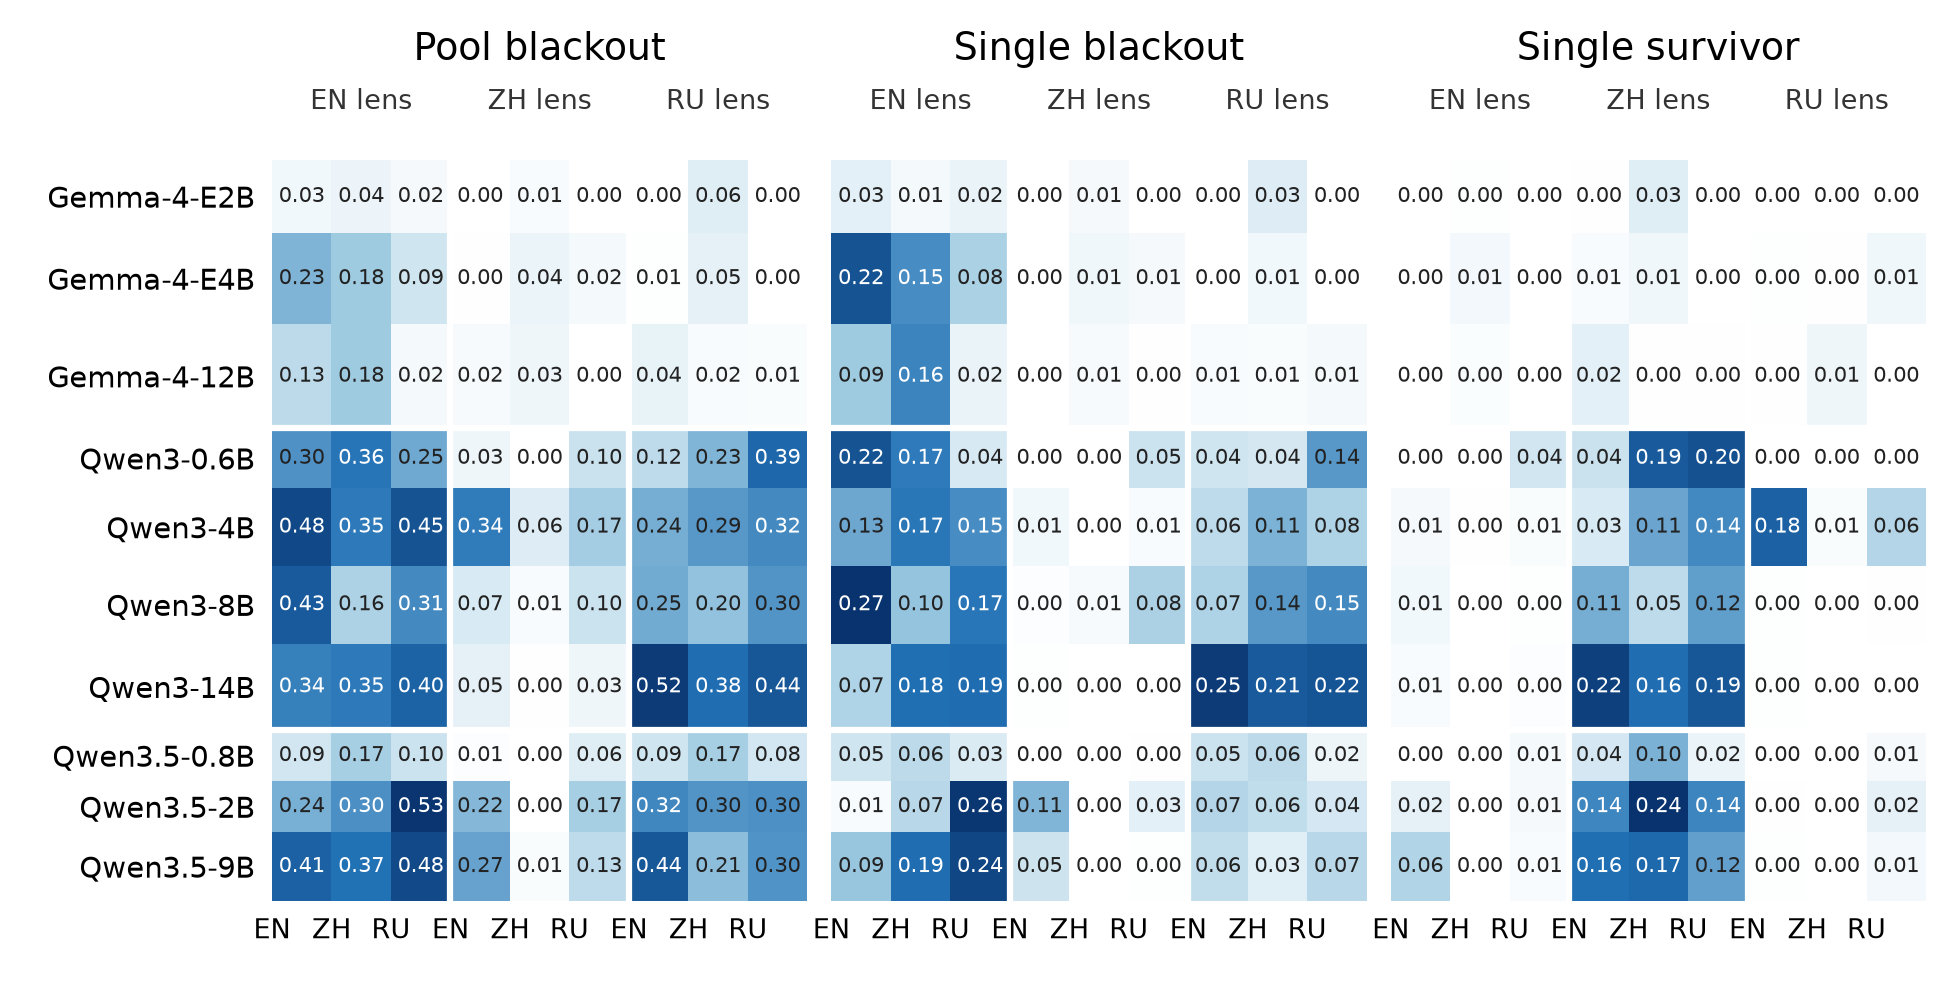 Pool blackout Single blackout Single survivor
EN lens ZH lens RU lens EN lens ZH lens RU lens EN lens ZH lens RU lens
Gemma-4-E2B 0.03 0.04 0.02 0.00 0.01 0.00 0.00 0.06 0.00 0.03 0.01 0.02 0.00 0.01 0.00 0.00 0.03 0.00 0.00 0.00 0.00 0.00 0.03 0.00 0.00 0.00 0.00
Gemma-4-E4B 0.23 0.18 0.09 0.00 0.04 0.02 0.01 0.05 0.00 0.22 0.15 0.08 0.00 0.01 0.01 0.00 0.01 0.00 0.00 0.01 0.00 0.01 0.01 0.00 0.00 0.00 0.01
Gemma-4-12B 0.13 0.18 0.02 0.02 0.03 0.00 0.04 0.02 0.01 0.09 0.16 0.02 0.00 0.01 0.00 0.01 0.01 0.01 0.00 0.00 0.00 0.02 0.00 0.00 0.00 0.01 0.00
Qwen3-0.6B 0.30 0.36 0.25 0.03 0.00 0.10 0.12 0.23 0.39 0.22 0.17 0.04 0.00 0.00 0.05 0.04 0.04 0.14 0.00 0.00 0.04 0.04 0.19 0.20 0.00 0.00 0.00
Qwen3-4B 0.48 0.35 0.45 0.34 0.06 0.17 0.24 0.29 0.32 0.13 0.17 0.15 0.01 0.00 0.01 0.06 0.11 0.08 0.01 0.00 0.01 0.03 0.11 0.14 0.18 0.01 0.06
Qwen3-8B 0.43 0.16 0.31 0.07 0.01 0.10 0.25 0.20 0.30 0.27 0.10 0.17 0.00 0.01 0.08 0.07 0.14 0.15 0.01 0.00 0.00 0.11 0.05 0.12 0.00 0.00 0.00
Qwen3-14B 0.34 0.35 0.40 0.05 0.00 0.03 0.52 0.38 0.44 0.07 0.18 0.19 0.00 0.00 0.00 0.25 0.21 0.22 0.01 0.00 0.00 0.22 0.16 0.19 0.00 0.00 0.00
Qwen3.5-0.8B 0.09 0.17 0.10 0.01 0.00 0.06 0.09 0.17 0.08 0.05 0.06 0.03 0.00 0.00 0.00 0.05 0.06 0.02 0.00 0.00 0.01 0.04 0.10 0.02 0.00 0.00 0.01
Qwen3.5-2B 0.24 0.30 0.53 0.22 0.00 0.17 0.32 0.30 0.30 0.01 0.07 0.26 0.11 0.00 0.03 0.07 0.06 0.04 0.02 0.00 0.01 0.14 0.24 0.14 0.00 0.00 0.02
Qwen3.5-9B 0.41 0.37 0.48 0.27 0.01 0.13 0.44 0.21 0.30 0.09 0.19 0.24 0.05 0.00 0.00 0.06 0.03 0.07 0.06 0.00 0.01 0.16 0.17 0.12 0.00 0.00 0.01
EN ZH RU EN ZH RU EN ZH RU EN ZH RU EN ZH RU EN ZH RU EN ZH RU EN ZH RU EN ZH RU